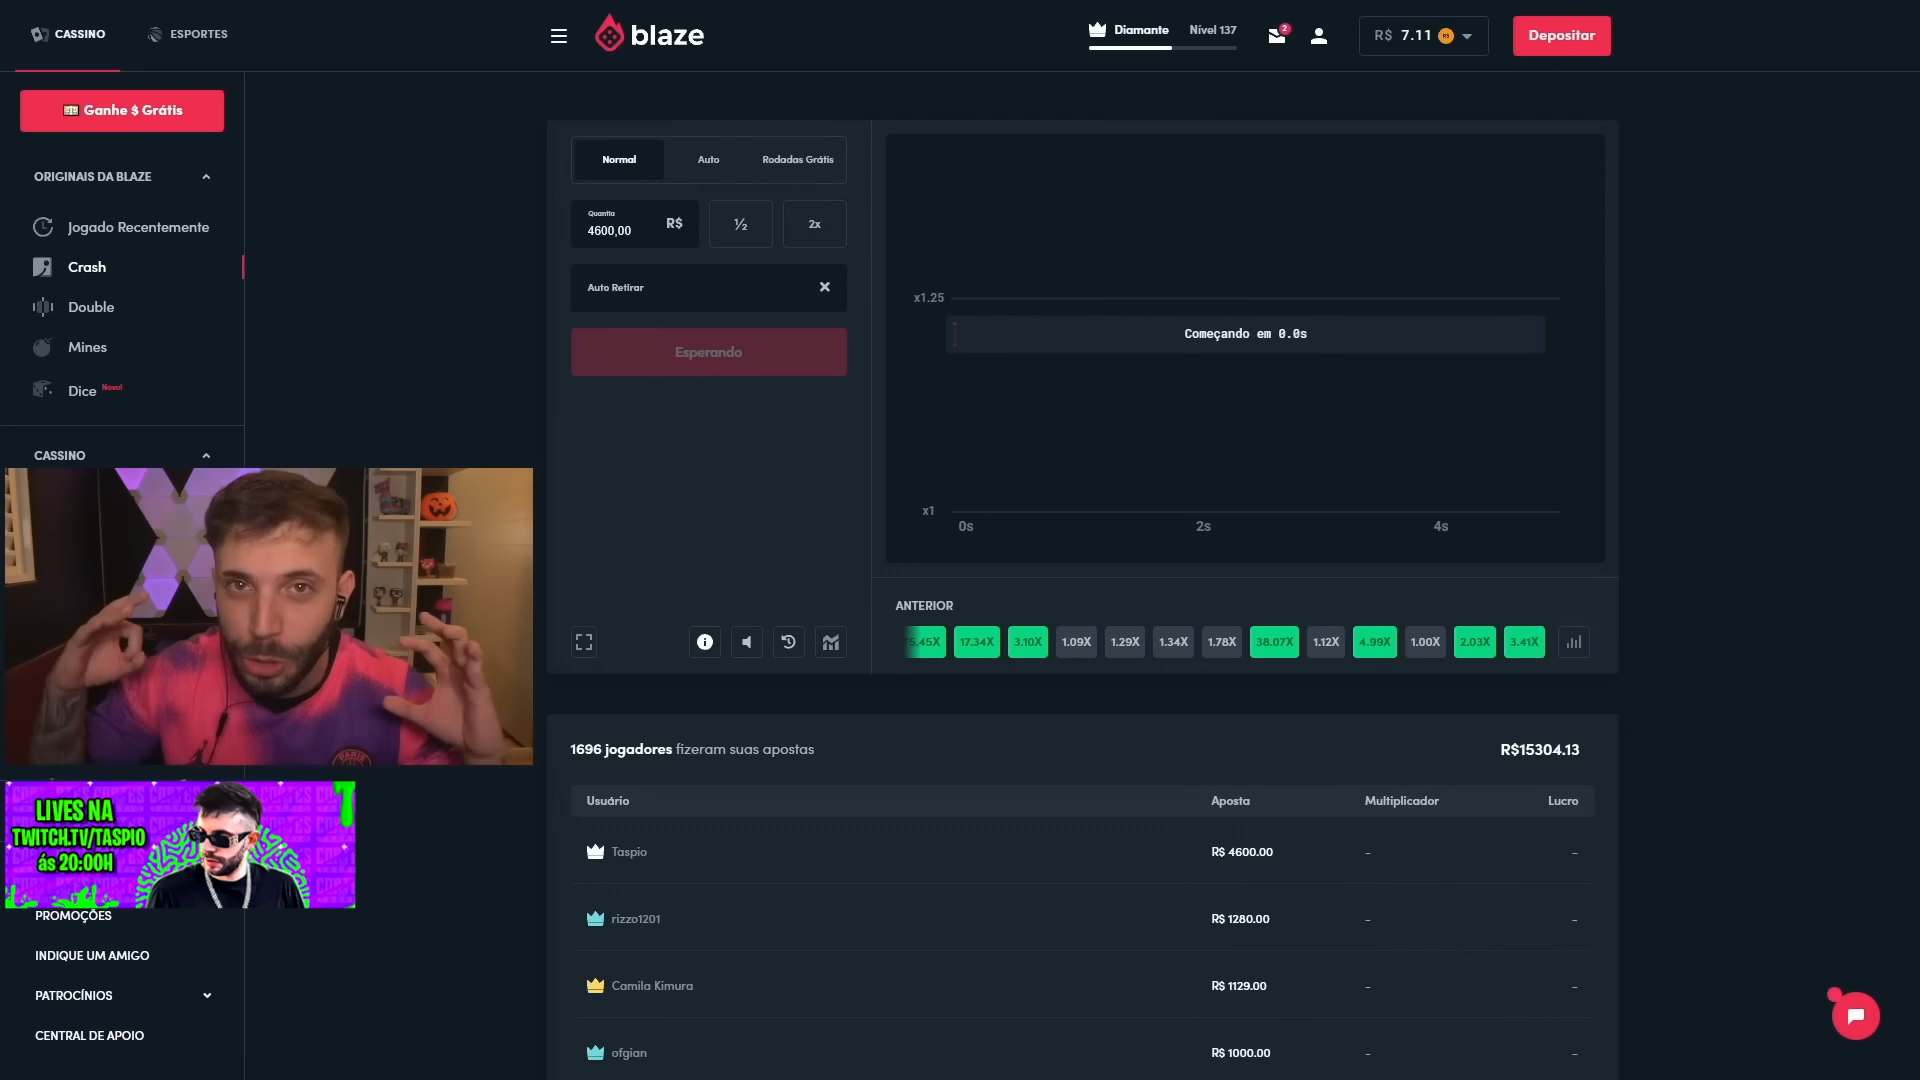 CASSINO
ESPORTES
blaze
Diamante
Nível 137
2
R$ 7.11
Depositar
Ganhe $ Grátis
ORIGINAIS DA BLAZE
Jogado Recentemente
Crash
Double
Mines
Dice Novo!
CASSINO
LIVES NA
TWITCH.TV/TASPIO
ás 20:00H
PROMOÇÕES
INDIQUE UM AMIGO
PATROCÍNIOS
CENTRAL DE APOIO
Normal
Auto
Rodadas Grátis
Quantia
4600,00
R$
½
2x
Auto Retirar
Esperando
x1.25
Começando em 0.0s
x1
0s
2s
4s
ANTERIOR
5.45X
17.34X
3.10X
1.09X
1.29X
1.34X
1.78X
38.07X
1.12X
4.99X
1.00X
2.03X
3.41X
1696 jogadores fizeram suas apostas
R$15304.13
Usuário Aposta Multiplicador Lucro
Taspio R$ 4600.00 - -
rizzo1201 R$ 1280.00 - -
Camila Kimura R$ 1129.00 - -
ofgian R$ 1000.00 - -